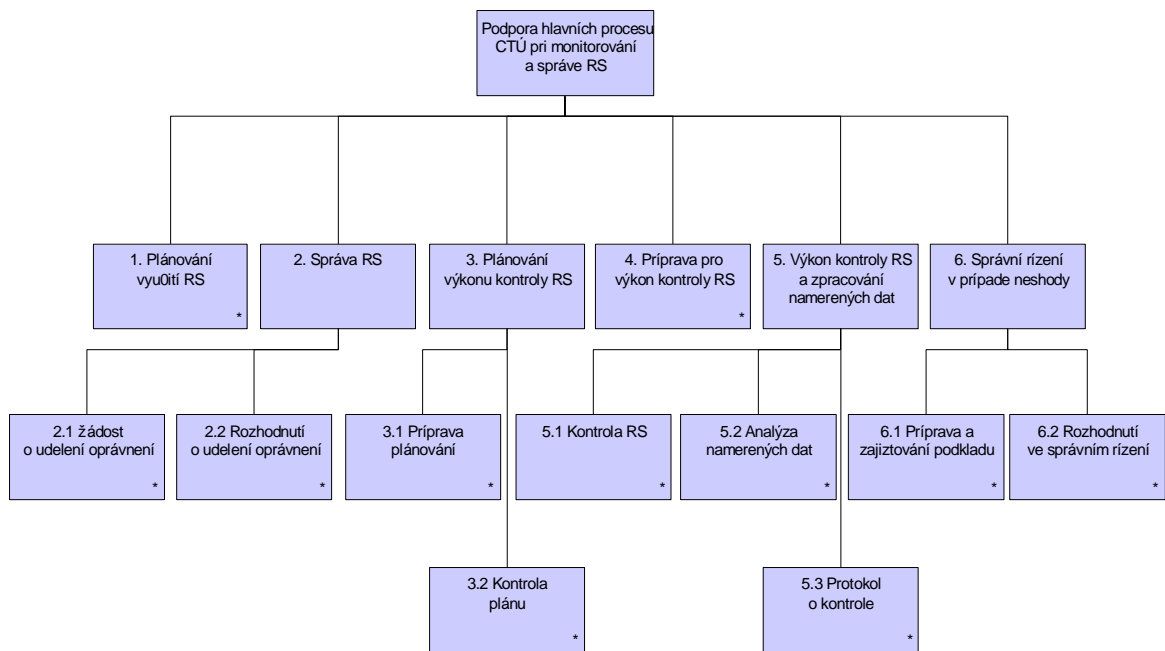 Podpora hlavních procesu
CTÚ pri monitorování
a správe RS
1. Plánování
vyu0ití RS
*
2. Správa RS
3. Plánování
výkonu kontroly RS
4. Príprava pro
výkon kontroly RS
*
5. Výkon kontroly RS
a zpracování
namerených dat
6. Správní rízení
v prípade neshody
2.1 žádost
o udelení oprávnení
*
2.2 Rozhodnutí
o udelení oprávnení
*
3.1 Príprava
plánování
*
5.1 Kontrola RS
*
5.2 Analýza
namerených dat
*
6.1 Príprava a
zajiztování podkladu
*
6.2 Rozhodnutí
ve správním rízení
*
3.2 Kontrola
plánu
*
5.3 Protokol
o kontrole
*